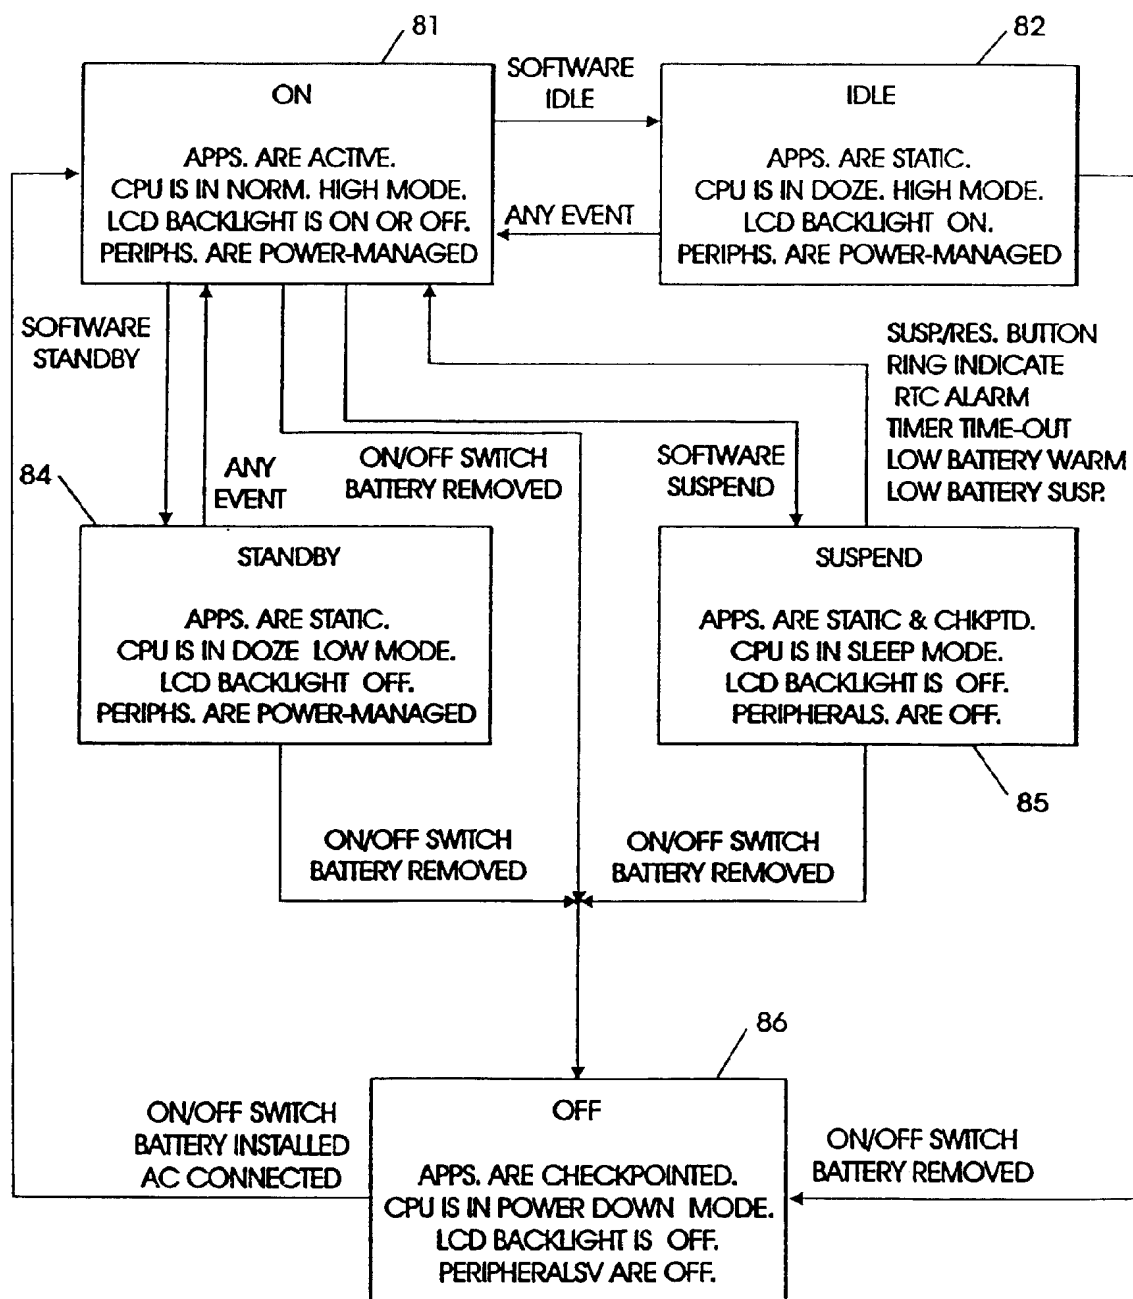 81
82
ON
APPS. ARE ACTIVE.
CPU IS IN NORM. HIGH MODE.
LCD BACKLIGHT IS ON OR OFF.
PERIPHS. ARE POWER-MANAGED
SOFTWARE
IDLE
ANY EVENT
IDLE
APPS. ARE STATIC.
CPU IS IN DOZE. HIGH MODE.
LCD BACKLIGHT ON.
PERIPHS. ARE POWER-MANAGED
SOFTWARE
STANDBY
84
ANY
EVENT
ON/OFF SWITCH
BATTERY REMOVED
SOFTWARE
SUSPEND
SUSP./RES. BUTTON
RING INDICATE
RTC ALARM
TIMER TIME-OUT
LOW BATTERY WARM
LOW BATTERY SUSP.
STANDBY
APPS. ARE STATIC.
CPU IS IN DOZE LOW MODE.
LCD BACKLIGHT OFF.
PERIPHS. ARE POWER-MANAGED
SUSPEND
APPS. ARE STATIC & CHKPTD.
CPU IS IN SLEEP MODE.
LCD BACKLIGHT IS OFF.
PERIPHERALS. ARE OFF.
85
ON/OFF SWITCH
BATTERY REMOVED
ON/OFF SWITCH
BATTERY REMOVED
86
ON/OFF SWITCH
BATTERY INSTALLED
AC CONNECTED
OFF
APPS. ARE CHECKPOINTED.
CPU IS IN POWER DOWN MODE.
LCD BACKLIGHT IS OFF.
PERIPHERALSV ARE OFF.
ON/OFF SWITCH
BATTERY REMOVED